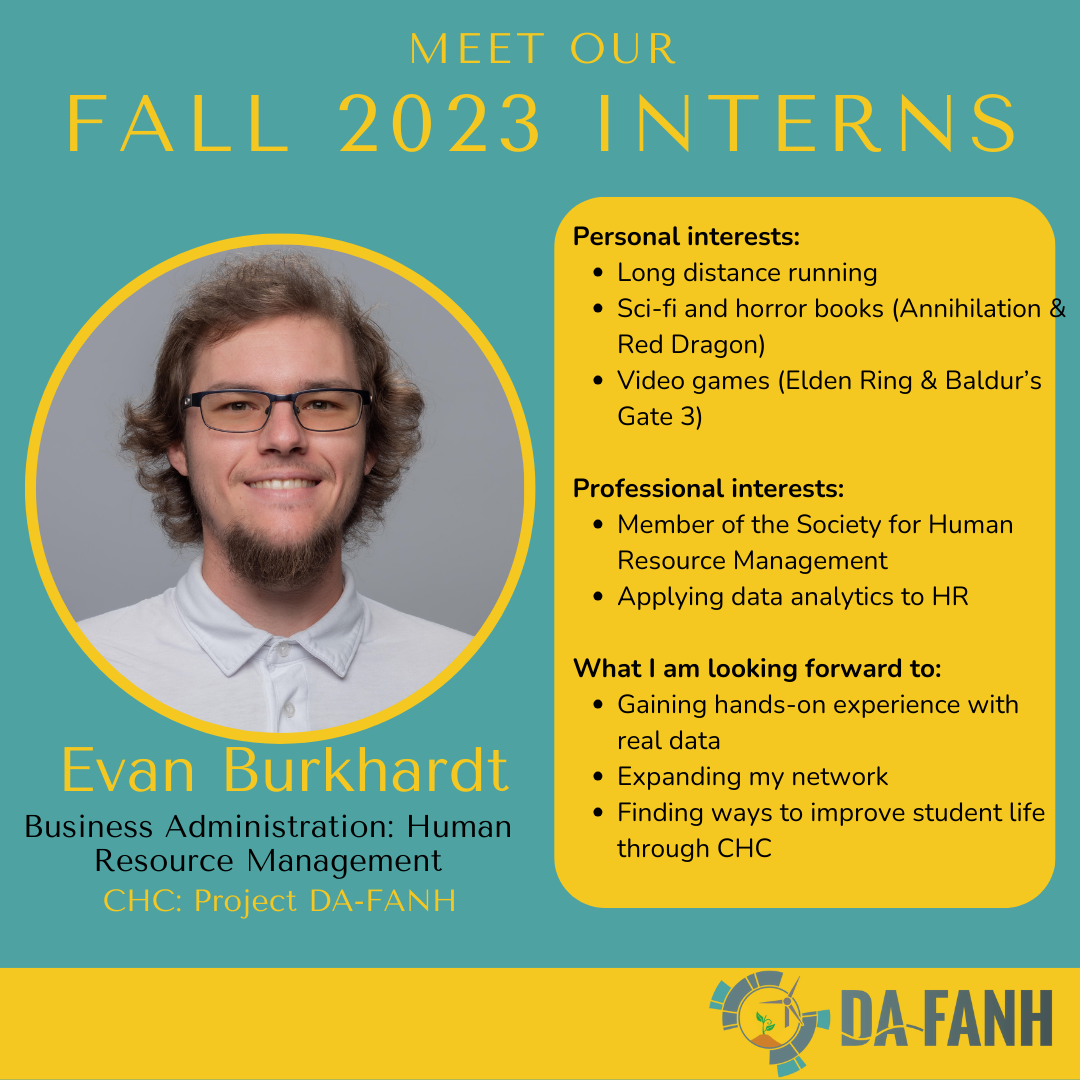 MEET OUR
FALL 2023 INTERNS
Personal interests:
• Long distance running
• Sci-fi and horror books (Annihilation &
Red Dragon)
• Video games (Elden Ring & Baldur’s
Gate 3)
Professional interests:
• Member of the Society for Human
Resource Management
• Applying data analytics to HR
What I am looking forward to:
• Gaining hands-on experience with
real data
• Expanding my network
• Finding ways to improve student life
through CHC
Evan Burkhardt
Business Administration: Human
Resource Management
CHC: Project DA-FANH
DA-FANH